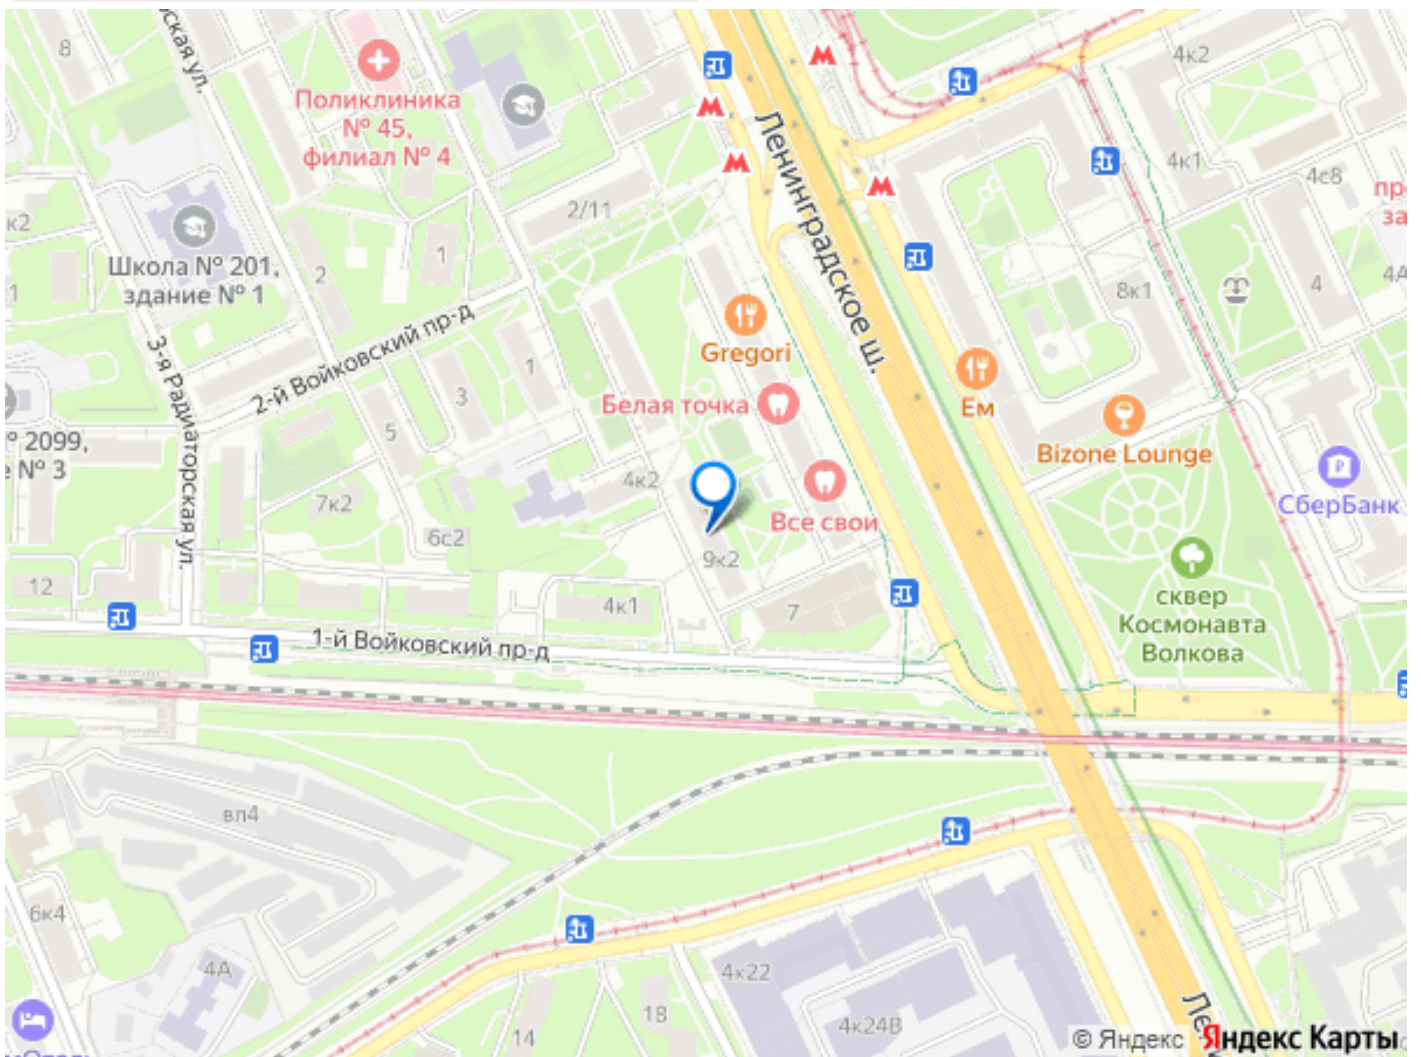 8
4к2
Поликлиника
№ 45,
филиал № 4
Ленинградское ш.
4к1
4с8
к2
2/11
Школа № 201,
здание № 1
2
1
8к1
4
4А
3-я Радиаторская ул.
2-й Войковский пр-д
Gregori
1
3
Белая точка
Ем
5
2099,
№ 3
Bizone Lounge
4к2
7к2
СберБанк
Все свои
6с2
9к2
12
4к1
7
сквер
Космонавта
Волкова
1-й Войковский пр-д
вл4
6к4
4А
4к22
18
14
4к24В
© Яндекс Яндекс Карты